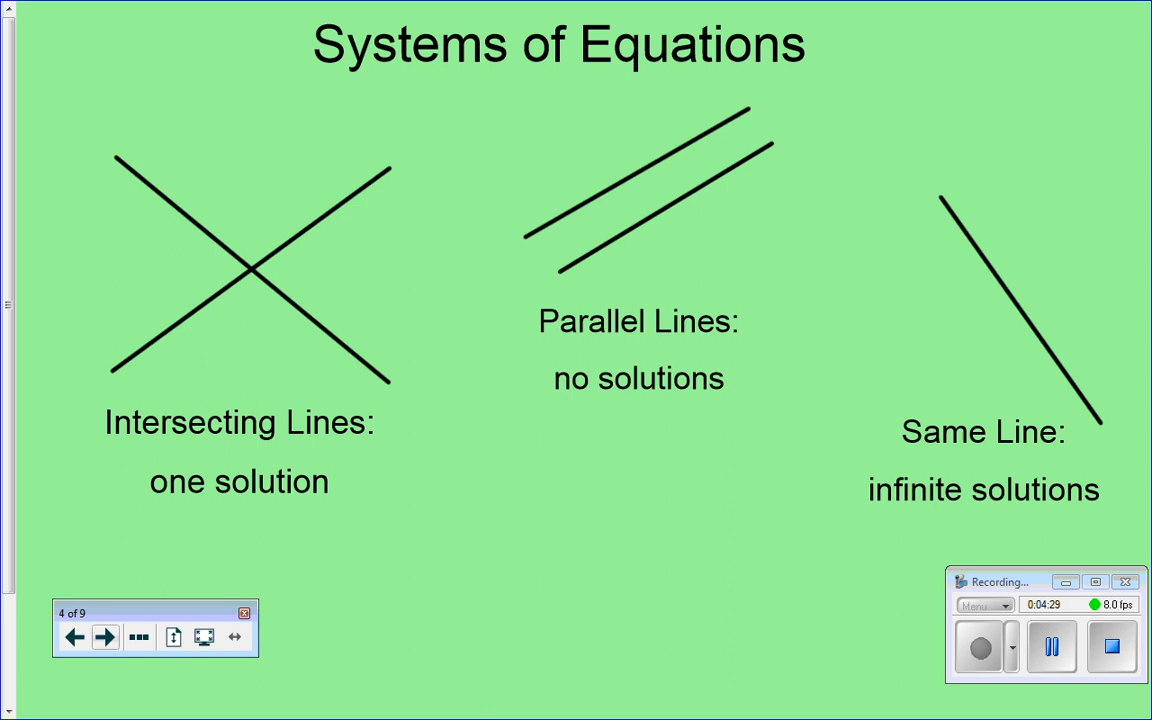 Systems of Equations
Intersecting Lines:
one solution
Parallel Lines:
no solutions
Same Line:
infinite solutions
4 of 9
Recording...
Menu
0:04:29
8.0 fps